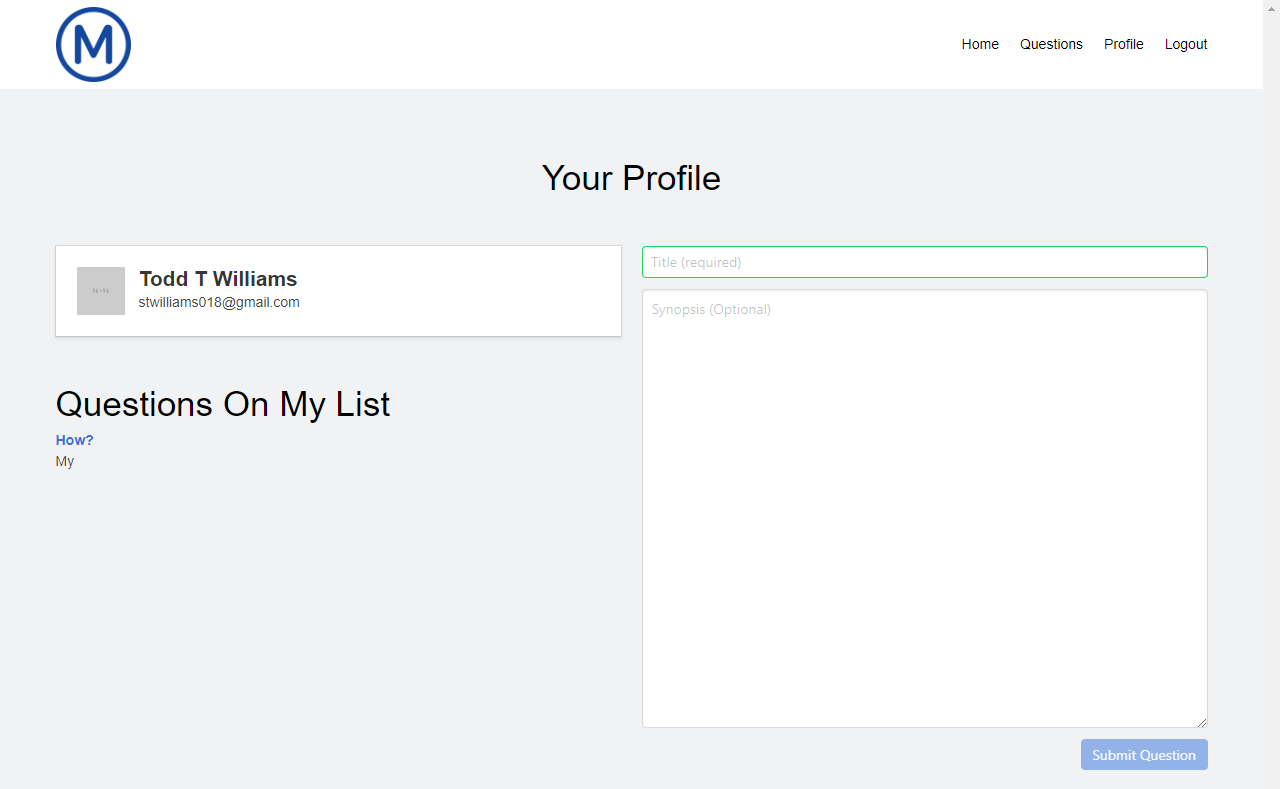 M
Home Questions Profile Logout
Your Profile
Todd T Williams
stwilliams018@gmail.com
Title (required)
Synopsis (Optional)
Questions On My List
How?
My
Submit Question